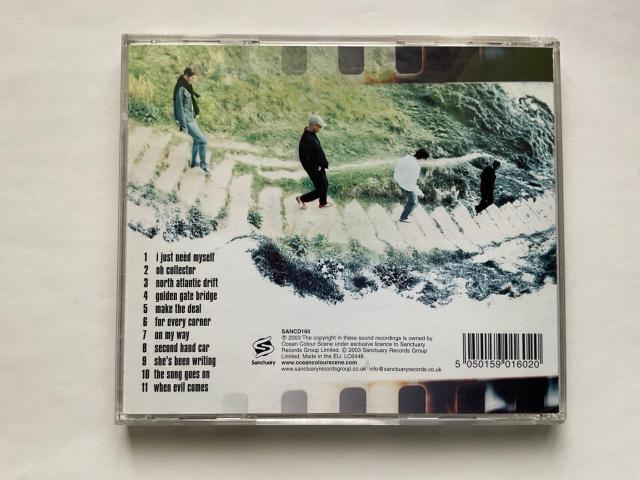 1 i just need myself
2 oh collector
3 north atlantic drift
4 golden gate bridge
5 make the deal
6 for every corner
7 on my way
8 second hand car
9 she's been writing
10 the song goes on
11 when evil comes
Sanctuary
SANCD160
℗ 2003 The copyright in these sound recordings is owned by
Ocean Colour Scene under exclusive licence to Sanctuary
Records Group Limited. © 2003 Sanctuary Records Group
Limited. Made in the EU. LC6448.
www.oceancolourscene.com
www.sanctuaryrecordsgroup.co.uk info@sanctuaryrecords.co.uk
5 050159 016020